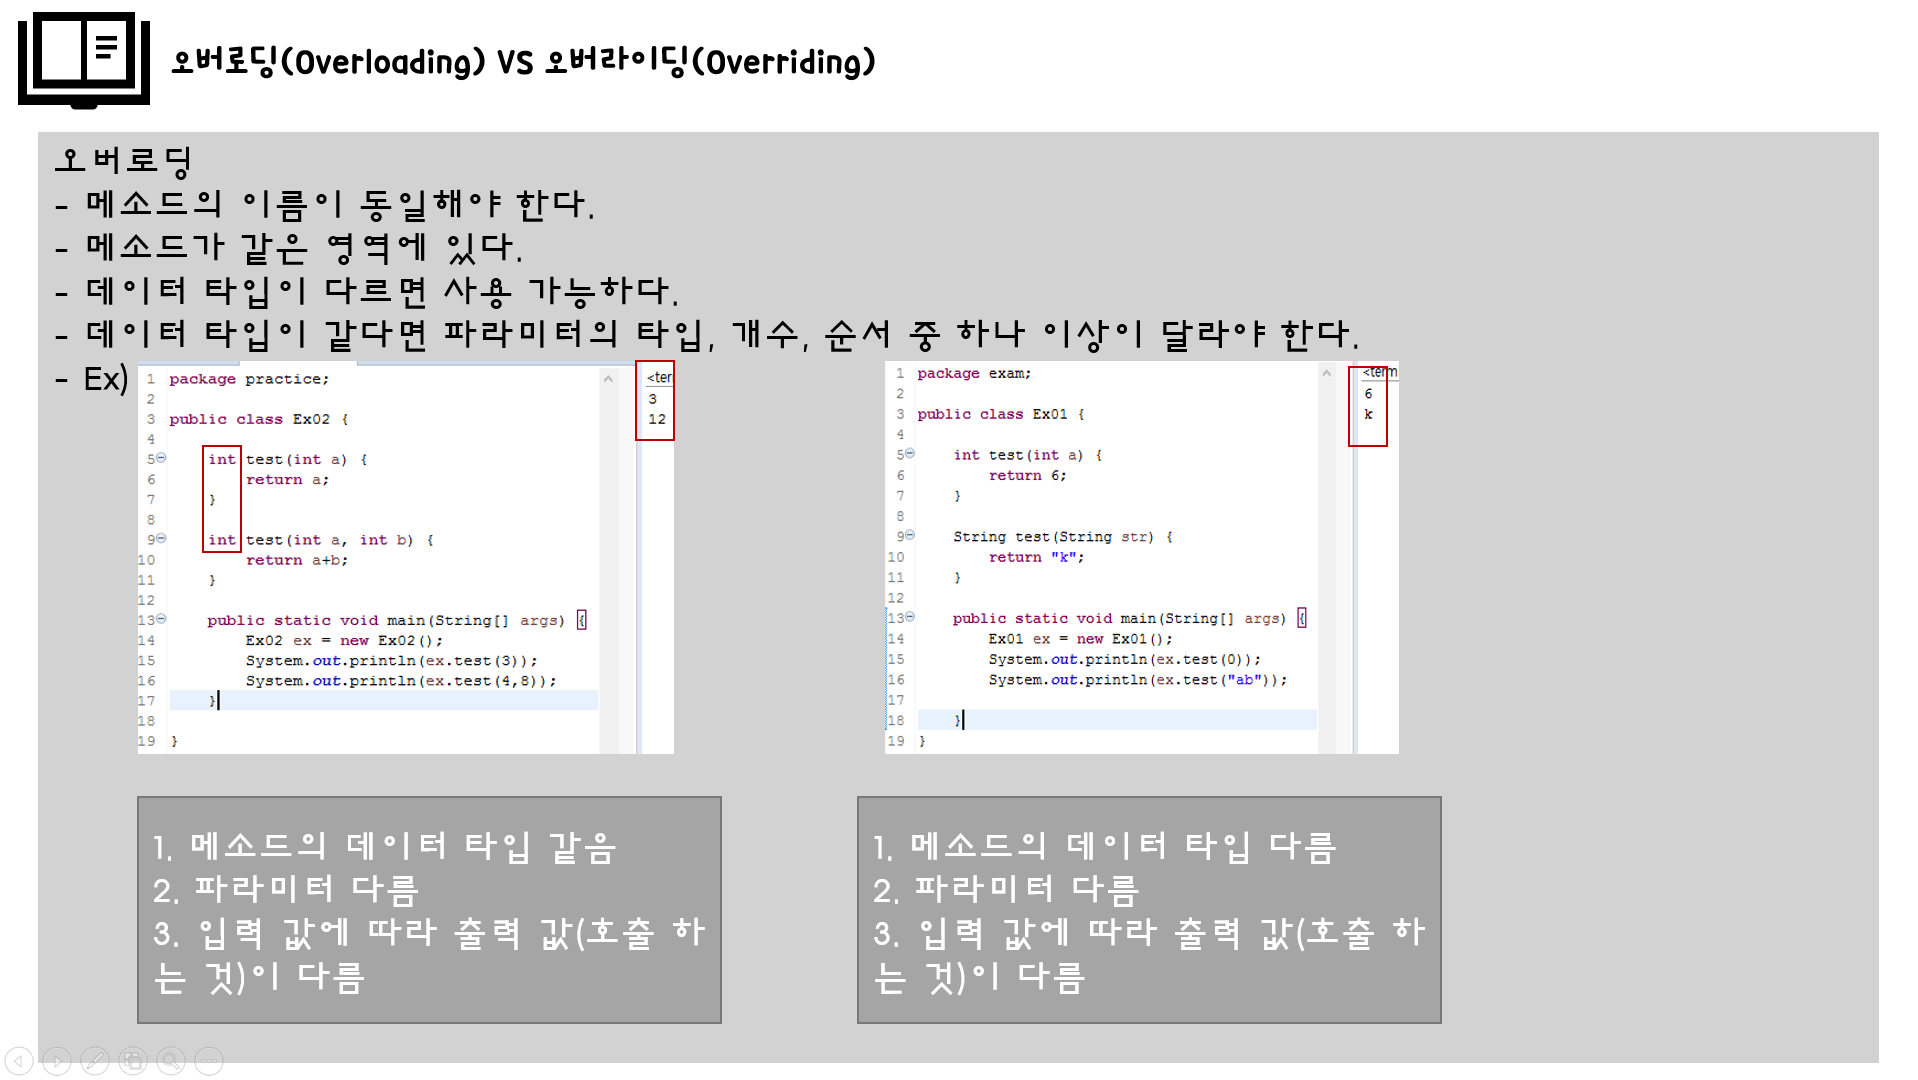 오버로딩(Overloading) VS 오버라이딩(Overriding)
오버로딩
- 메소드의 이름이 동일해야 한다.
- 메소드가 같은 영역에 있다.
- 데이터 타입이 다르면 사용 가능하다.
- 데이터 타입이 같다면 파라미터의 타입, 개수, 순서 중 하나 이상이 달라야 한다.
- Ex)
1 package practice;
2
3 public class Ex02 {
4
5 int test(int a) {
6 return a;
7 }
8
9 int test(int a, int b) {
10 return a+b;
11 }
12
13 public static void main(String[] args) {
14 Ex02 ex = new Ex02();
15 System.out.println(ex.test(3));
16 System.out.println(ex.test(4,8));
17 }
18
19 }
<ter
3
12
1 package exam;
2
3 public class Ex01 {
4
5 int test(int a) {
6 return 6;
7 }
8
9 String test(String str) {
10 return "k";
11 }
12
13 public static void main(String[] args) {
14 Ex01 ex = new Ex01();
15 System.out.println(ex.test(0));
16 System.out.println(ex.test("ab"));
17
18 }
19 }
<term
6
k
1. 메소드의 데이터 타입 같음
2. 파라미터 다름
3. 입력 값에 따라 출력 값(호출 하
는 것)이 다름
1. 메소드의 데이터 타입 다름
2. 파라미터 다름
3. 입력 값에 따라 출력 값(호출 하
는 것)이 다름